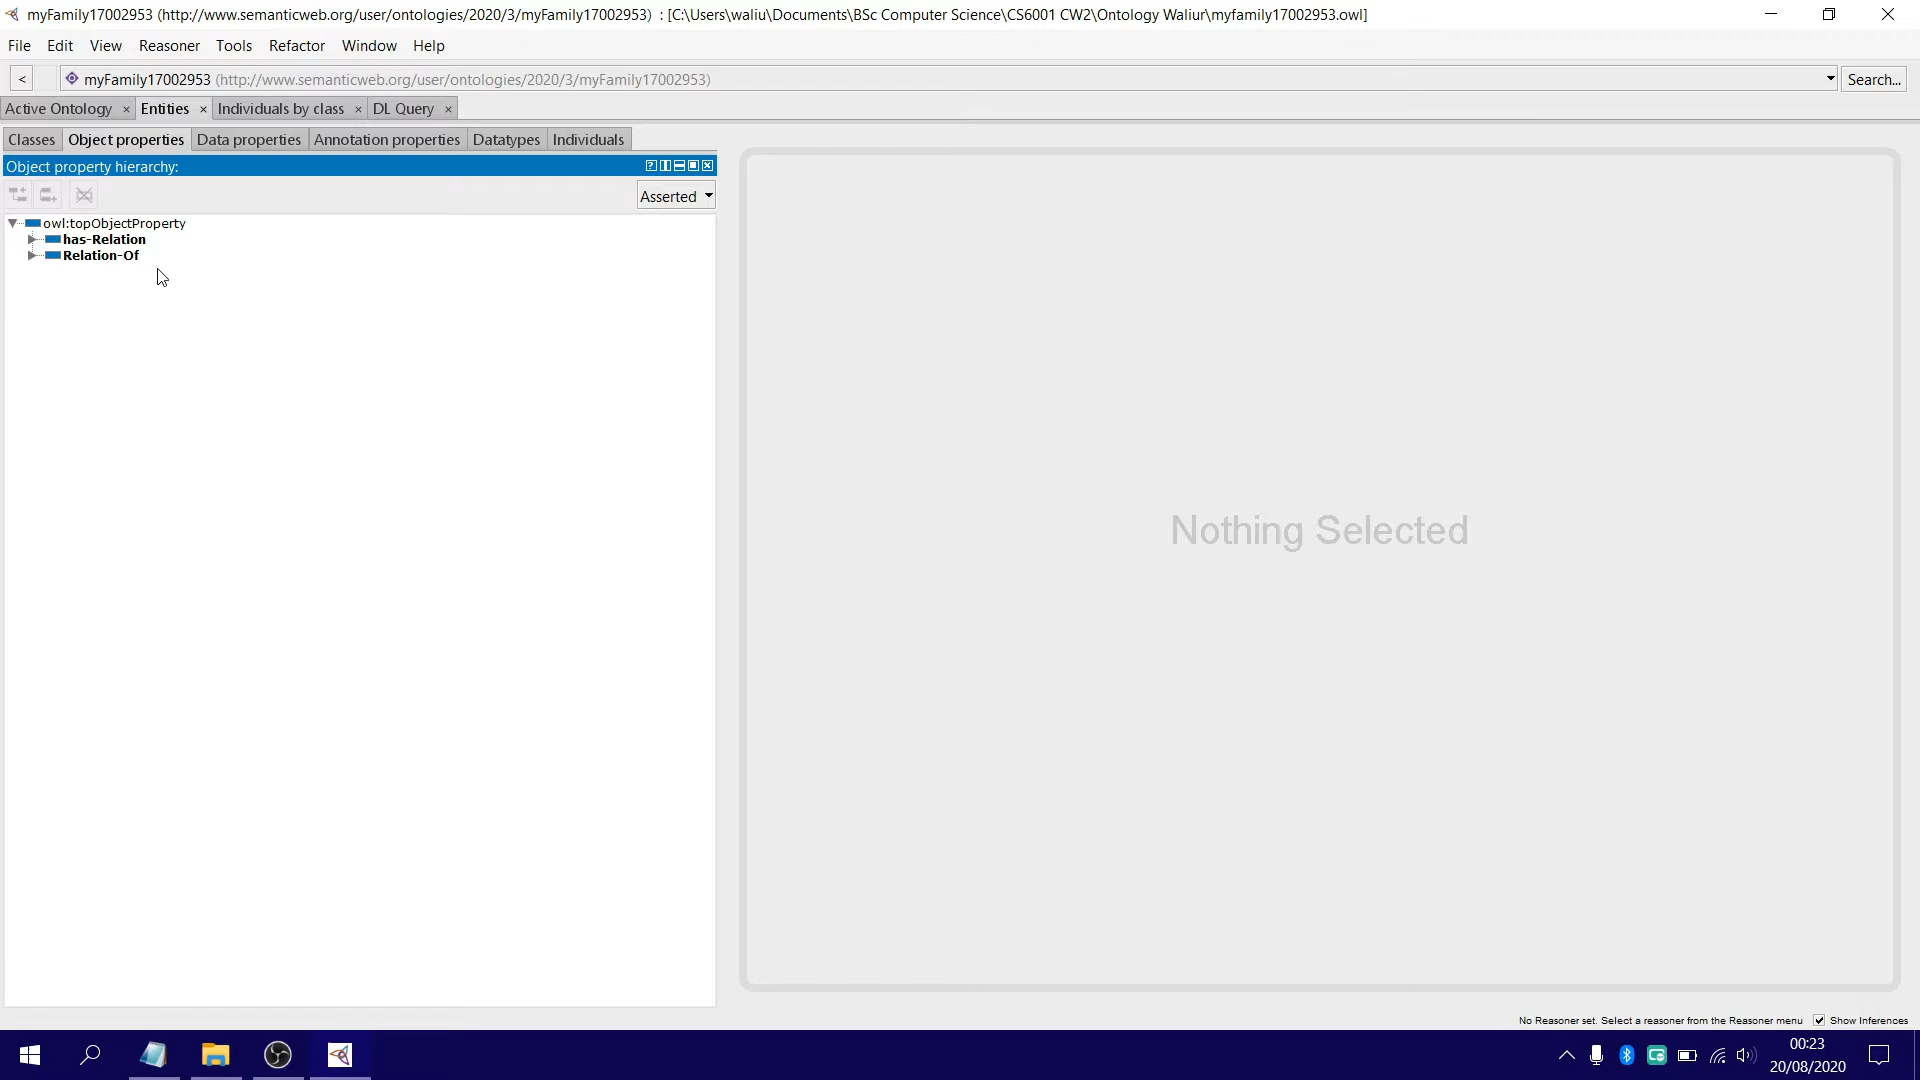 myFamily17002953 (http://www.semanticweb.org/user/ontologies/2020/3/myFamily17002953)  : [C:\Users\waliu\Documents\BSc Computer Science\CS6001 CW2\Ontology Waliur\myfamily17002953.owl]
File Edit View Reasoner Tools Refactor Window Help
< myFamily17002953 (http://www.semanticweb.org/user/ontologies/2020/3/myFamily17002953) Search...
Active Ontology × Entities × Individuals by class × DL Query ×
Classes Object properties Data properties Annotation properties Datatypes Individuals
Object property hierarchy:
Asserted
owl:topObjectProperty
has-Relation
Relation-Of
Nothing Selected
No Reasoner set. Select a reasoner from the Reasoner menu Show Inferences
00:23
20/08/2020